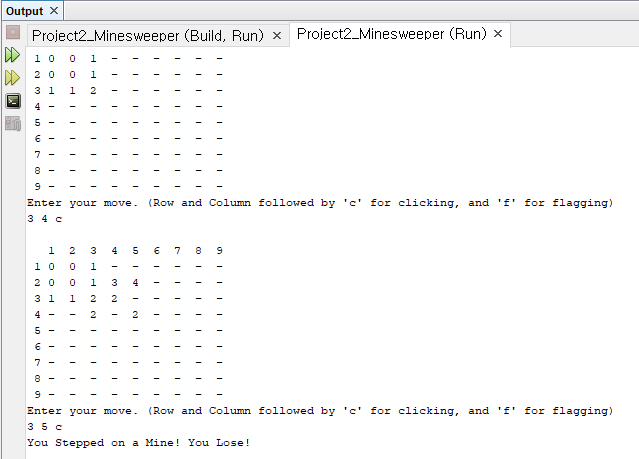 Output ×
Project2_Minesweeper (Build, Run) × Project2_Minesweeper (Run) ×
1 0 0 1 - - - - - -
2 0 0 1 - - - - - -
3 1 1 2 - - - - - -
4 - - - - - - - - -
5 - - - - - - - - -
6 - - - - - - - - -
7 - - - - - - - - -
8 - - - - - - - - -
9 - - - - - - - - -
Enter your move. (Row and Column followed by 'c' for clicking, and 'f' for flagging)
3 4 c
1 2 3 4 5 6 7 8 9
1 0 0 1 - - - - - -
2 0 0 1 3 4 - - - -
3 1 1 2 2 - - - - -
4 - - 2 - 2 - - - -
5 - - - - - - - - -
6 - - - - - - - - -
7 - - - - - - - - -
8 - - - - - - - - -
9 - - - - - - - - -
Enter your move. (Row and Column followed by 'c' for clicking, and 'f' for flagging)
3 5 c
You Stepped on a Mine! You Lose!